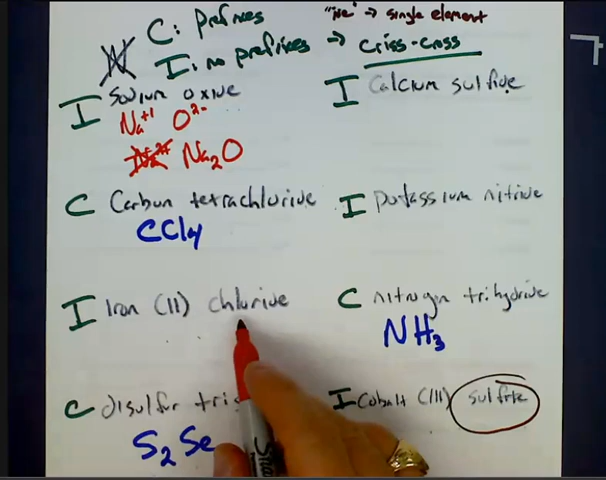 C: Prefixes
"ide" → single element
I: no prefixes → criss-cross
I Sodium oxide
Na+1 O2-
Na2O
I Calcium sulfide
C Carbon tetrachloride
CCl4
I Potassium nitride
I Iron (II) chloride
C nitrogen trihydride
NH3
C disulfur tri
S2Se
I Cobalt (III)